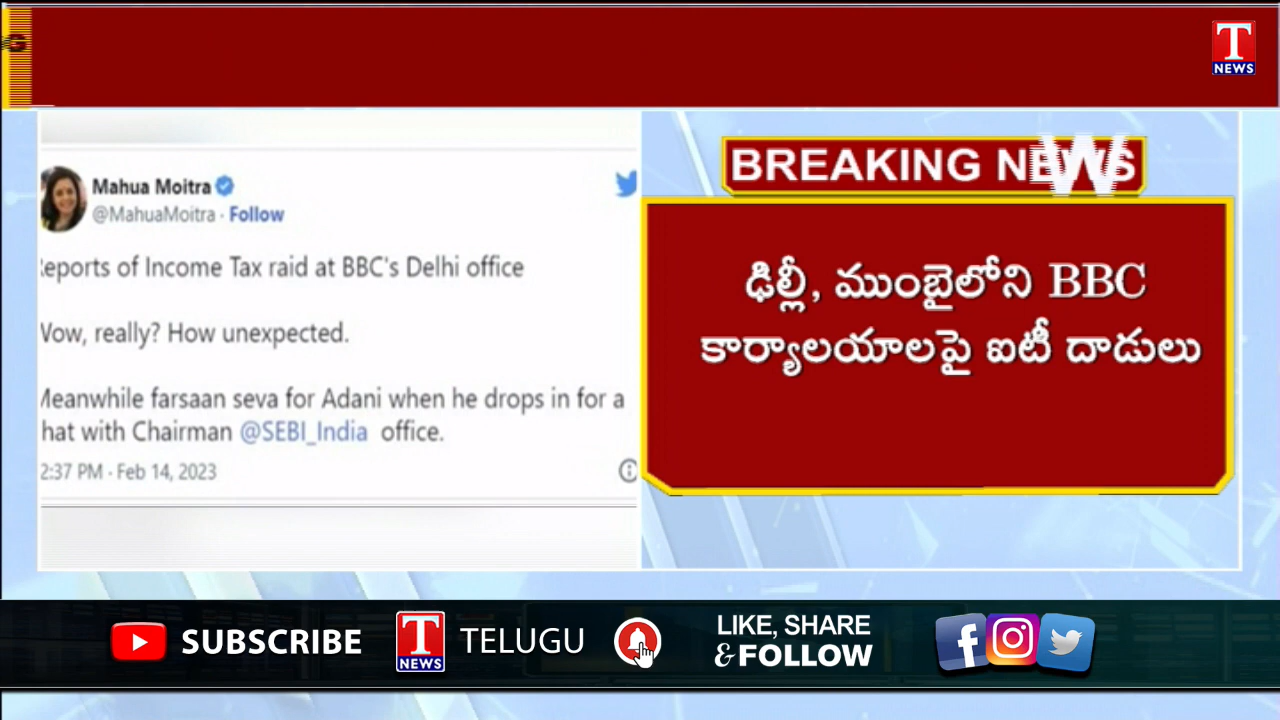 T
NEWS
Mahua Moitra
@MahuaMoitra · Follow
eports of Income Tax raid at BBC's Delhi office
Vow, really? How unexpected.
Meanwhile farsaan seva for Adani when he drops in for a
hat with Chairman @SEBI_India office.
2:37 PM · Feb 14, 2023
BREAKING NEWS
W
ఢిల్లీ, ముంబైలోని BBC
కార్యాలయాలపై ఐటీ దాడులు
SUBSCRIBE
T
NEWS
TELUGU
LIKE, SHARE
& FOLLOW